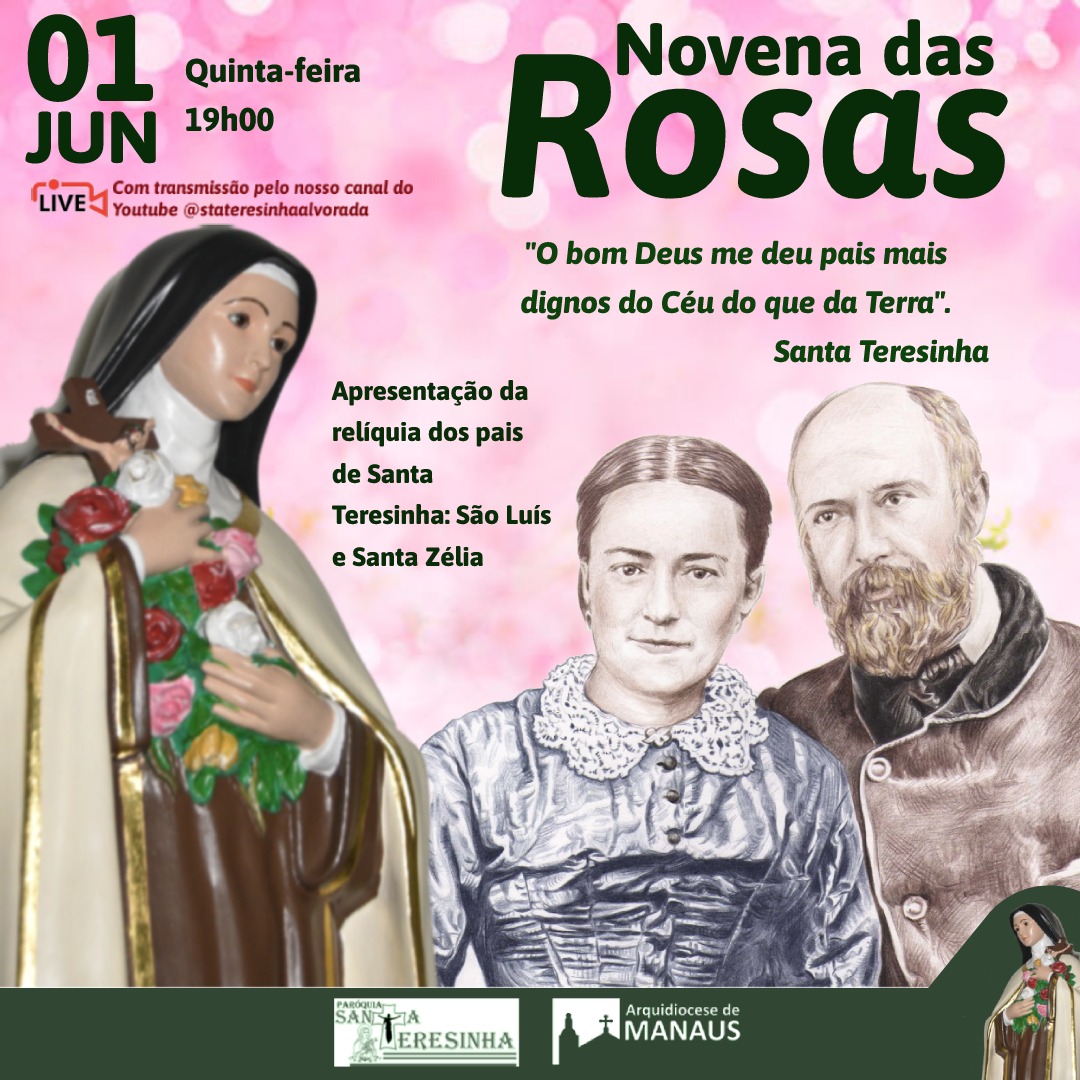 01
JUN
Quinta-feira
19h00
LIVE
Com transmissão pelo nosso canal do
Youtube @stateresinhaalvorada
Novena das
Rosas
"O bom Deus me deu pais mais
dignos do Céu do que da Terra".
Santa Teresinha
Apresentação da
relíquia dos pais
de Santa
Teresinha: São Luís
e Santa Zélia
PARÓQUIA
SANTA
TERESINHA
Arquidiocese de
MANAUS